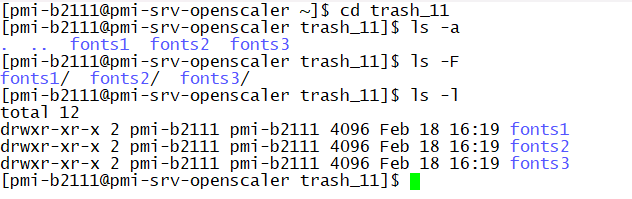 [pmi-b2111@pmi-srv-openscaler ~]$ cd trash_11
[pmi-b2111@pmi-srv-openscaler trash_11]$ ls -a
.  ..  fonts1  fonts2  fonts3
[pmi-b2111@pmi-srv-openscaler trash_11]$ ls -F
fonts1/  fonts2/  fonts3/
[pmi-b2111@pmi-srv-openscaler trash_11]$ ls -l
total 12
drwxr-xr-x 2 pmi-b2111 pmi-b2111 4096 Feb 18 16:19 fonts1
drwxr-xr-x 2 pmi-b2111 pmi-b2111 4096 Feb 18 16:19 fonts2
drwxr-xr-x 2 pmi-b2111 pmi-b2111 4096 Feb 18 16:19 fonts3
[pmi-b2111@pmi-srv-openscaler trash_11]$